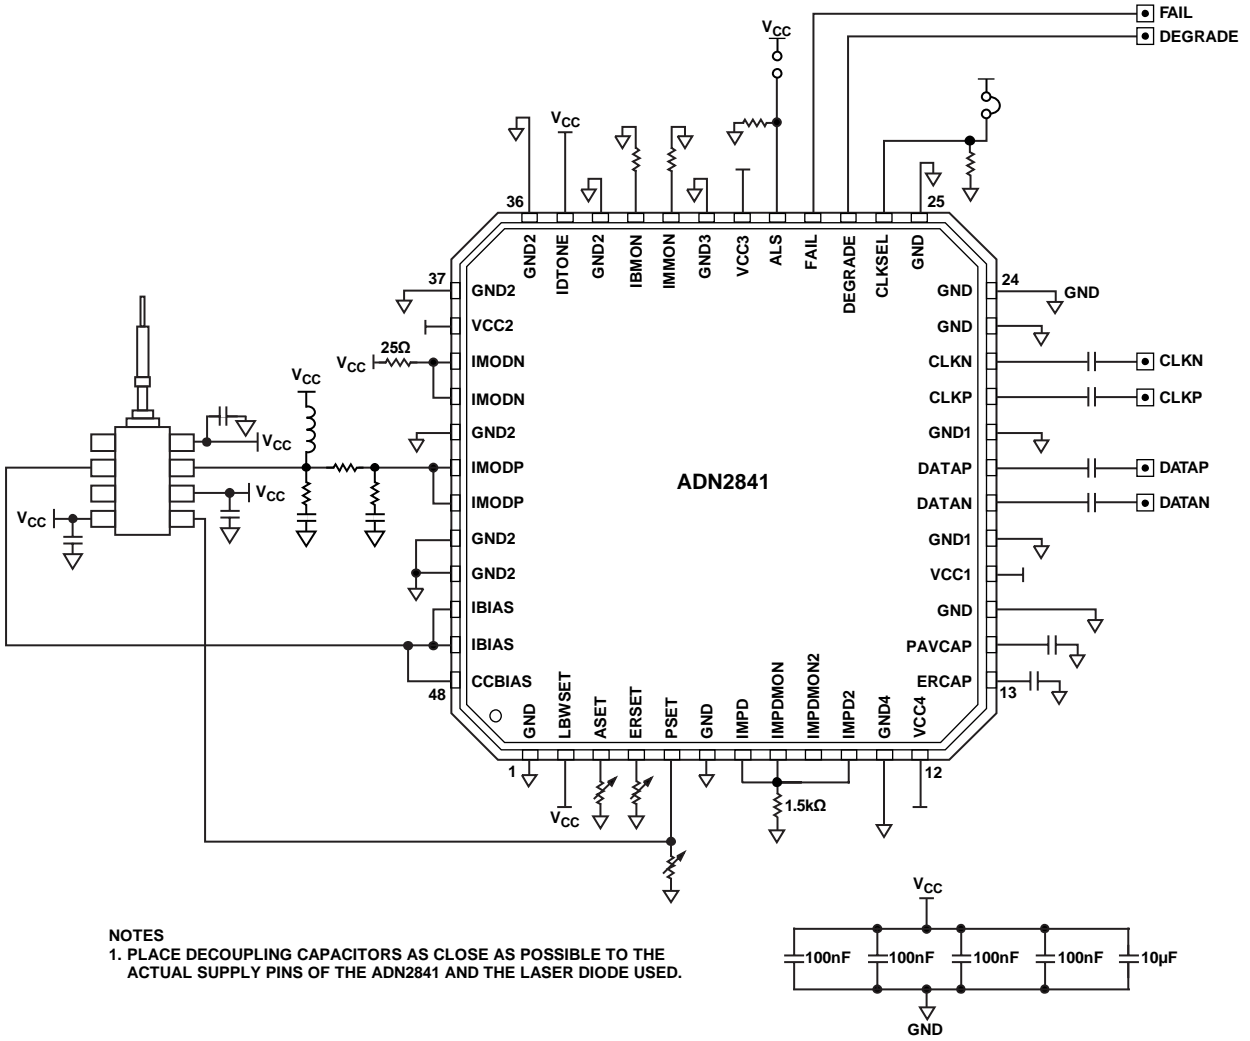 FAIL
DEGRADE
VCC
VCC
36
25
GND2
IDTONE
GND2
IBMON
IMMON
GND3
VCC3
ALS
FAIL
DEGRADE
CLKSEL
GND
37
24
GND2
VCC2
25Ω
VCC
IMODN
IMODN
GND2
VCC
IMODP
IMODP
GND2
GND2
IBIAS
IBIAS
CCBIAS
48
VCC
VCC
VCC
ADN2841
GND
GND
GND
CLKN
CLKN
CLKP
CLKP
GND1
DATAP
DATAP
DATAN
DATAN
GND1
VCC1
GND
PAVCAP
ERCAP
13
GND
LBWSET
ASET
ERSET
PSET
GND
IMPD
IMPDMON
IMPDMON2
IMPD2
GND4
VCC4
1
12
VCC
1.5kΩ
NOTES
1. PLACE DECOUPLING CAPACITORS AS CLOSE AS POSSIBLE TO THE
ACTUAL SUPPLY PINS OF THE ADN2841 AND THE LASER DIODE USED.
VCC
100nF
100nF
100nF
100nF
10µF
GND